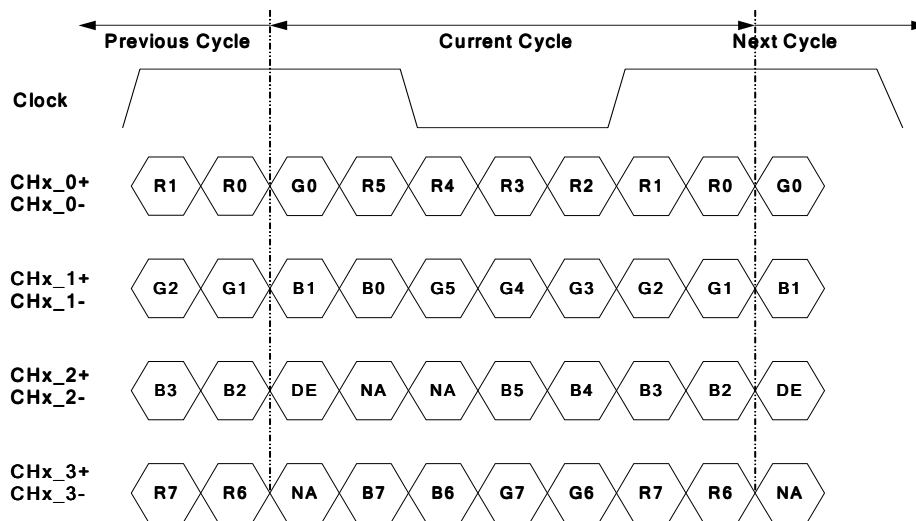 Previous Cycle Current Cycle Next Cycle
Clock
CHx_0+
CHx_0-
R1 R0 G0 R5 R4 R3 R2 R1 R0 G0
CHx_1+
CHx_1-
G2 G1 B1 B0 G5 G4 G3 G2 G1 B1
CHx_2+
CHx_2-
B3 B2 DE NA NA B5 B4 B3 B2 DE
CHx_3+
CHx_3-
R7 R6 NA B7 B6 G7 G6 R7 R6 NA